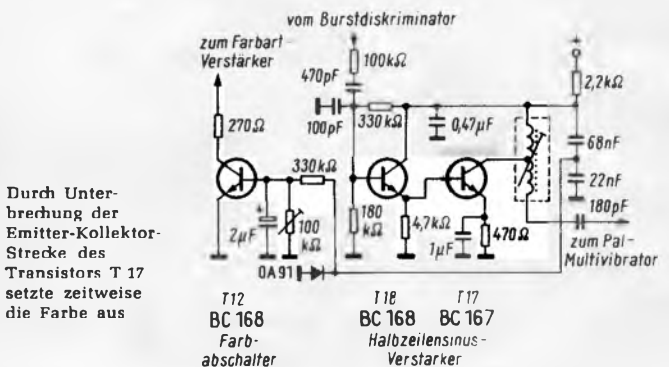 vom Burstdiskriminator
zum Farbart-
Verstärker
100kΩ
470pF
+
2,2kΩ
270Ω
100pF
330kΩ
0,47µF
68nF
330kΩ
22nF
180pF
Durch Unter-
brechung der
Emitter-Kollektor-
Strecke des
Transistors T 17
setzte zeitweise
die Farbe aus
+
2µF
100
kΩ
180
kΩ
4,7kΩ
1µF
470Ω
zum Pal-
Multivibrator
0A91
T12
BC 168
Farb-
abschalter
T18
BC 168
T17
BC 167
Halbzeilensinus-
Verstarker